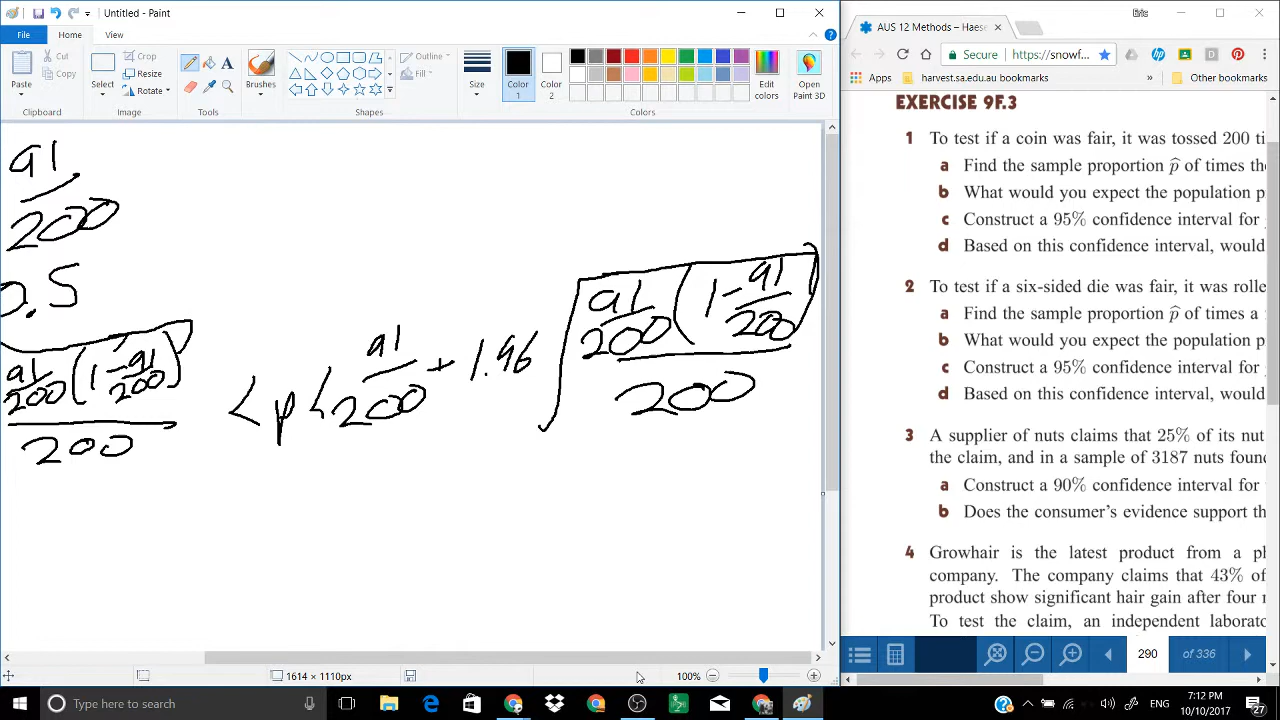 Untitled - Paint
File Home View
Paste Cut Copy Clipboard
Select Crop Resize Rotate Image
Tools
Brushes
Outline Fill Shapes
Size
Color 1 Color 2
Colors
Edit colors
Open Paint 3D
91
200
0.5
91/200 (1 - 91/200)
200
< p < 91/200 + 1.96 √ 91/200 (1 - 91/200)
200
1614 × 1110px
100%
Eric
AUS 12 Methods – Haese
Secure https://snowf
Apps harvest.sa.edu.au bookmarks » Other bookmarks
EXERCISE 9F.3
1 To test if a coin was fair, it was tossed 200 ti
a Find the sample proportion p̂ of times the
b What would you expect the population p
c Construct a 95% confidence interval for
d Based on this confidence interval, would
2 To test if a six-sided die was fair, it was rolle
a Find the sample proportion p̂ of times a
b What would you expect the population p
c Construct a 95% confidence interval for
d Based on this confidence interval, would
3 A supplier of nuts claims that 25% of its nut
the claim, and in a sample of 3187 nuts foun
a Construct a 90% confidence interval for
b Does the consumer's evidence support th
4 Growhair is the latest product from a ph
company. The company claims that 43% of
product show significant hair gain after four
To test the claim, an independent laborato
290 of 336
Type here to search
ENG
7:12 PM
10/10/2017
27